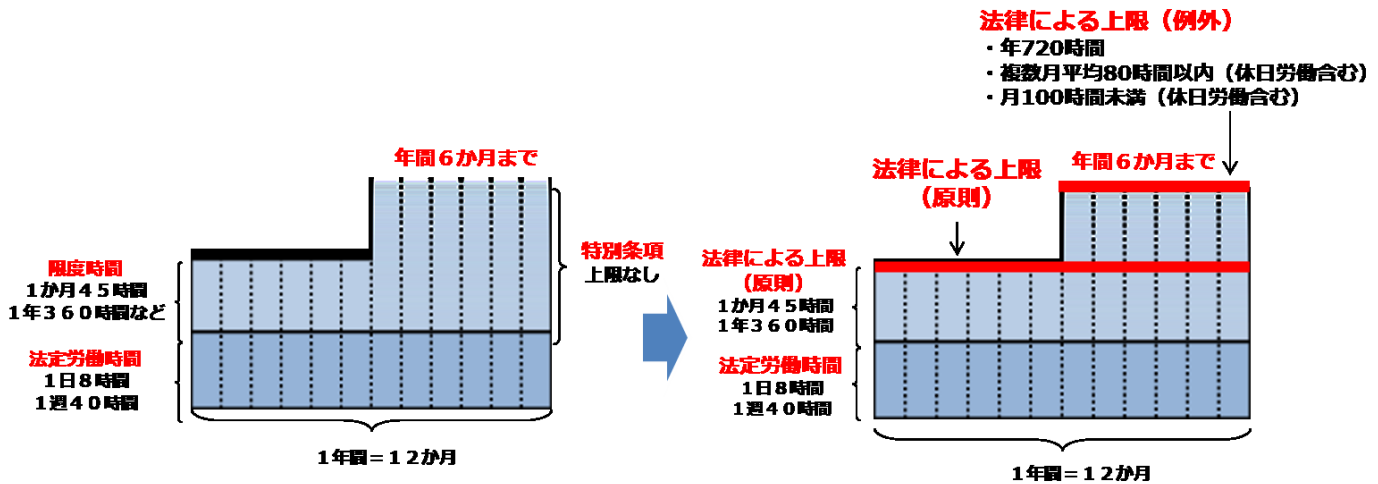 年間６か月まで
限度時間
１か月４５時間
１年３６０時間など
法定労働時間
１日８時間
１週４０時間
特別条項
上限なし
１年間＝１２か月
法律による上限（例外）
・年720時間
・複数月平均80時間以内（休日労働含む）
・月100時間未満（休日労働含む）
年間６か月まで
法律による上限
（原則）
法律による上限
（原則）
１か月４５時間
１年３６０時間
法定労働時間
１日８時間
１週４０時間
１年間＝１２か月